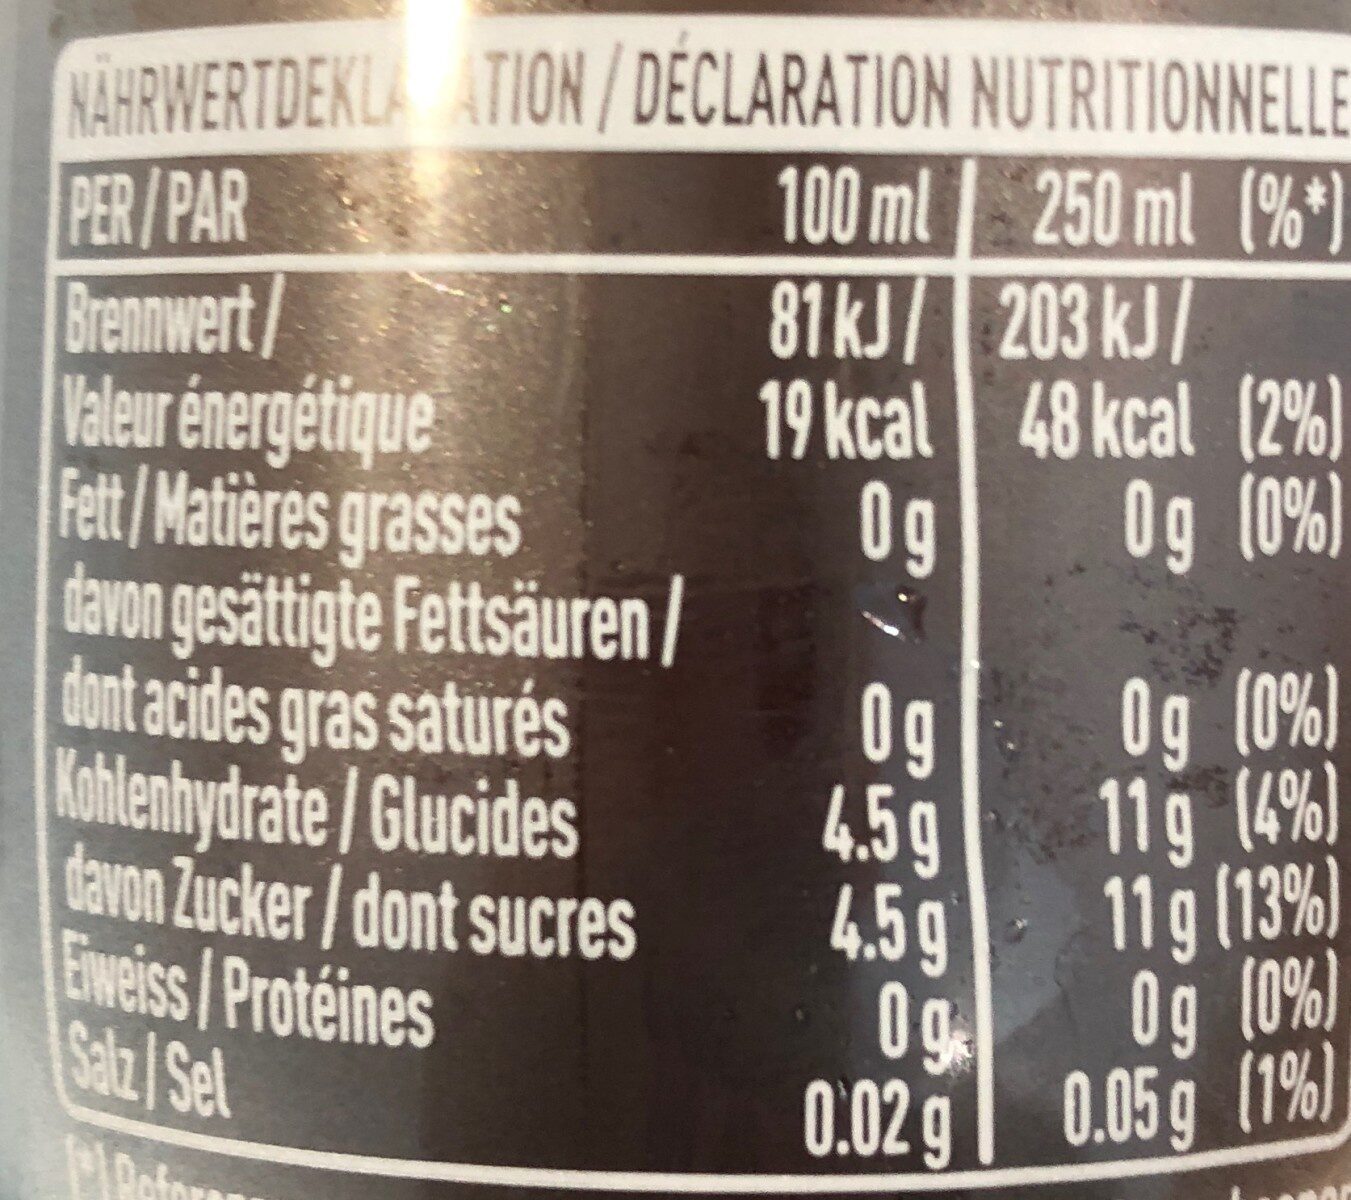 NÄHRWERTDEKLARATION / DÉCLARATION NUTRITIONNELLE
PER / PAR 100 ml 250 ml (%*)
Brennwert / 81 kJ / 203 kJ /
Valeur énergétique 19 kcal 48 kcal (2%)
Fett / Matières grasses 0 g 0 g (0%)
davon gesättigte Fettsäuren /
dont acides gras saturés 0 g 0 g (0%)
Kohlenhydrate / Glucides 4.5 g 11 g (4%)
davon Zucker / dont sucres 4.5 g 11 g (13%)
Eiweiss / Protéines 0 g 0 g (0%)
Salz / Sel 0.02 g 0.05 g (1%)